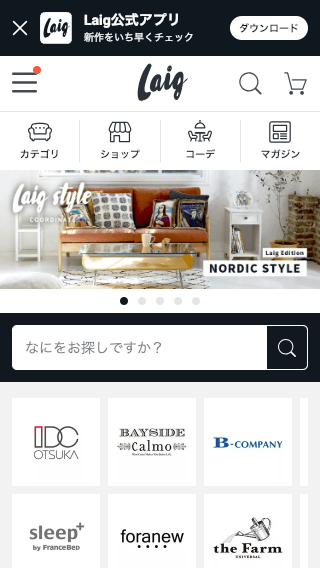 Laig
Laig公式アプリ
新作をいち早くチェック
ダウンロード
Laig
カテゴリ
ショップ
コーデ
マガジン
Laig style
COORDINATE
Laig Edition
NORDIC STYLE
なにをお探しですか？
IDC
OTSUKA
BAYSIDE
Calmo
B-COMPANY
sleep+
by FranceBeD
foranew
the Farm
UNIVERSAL